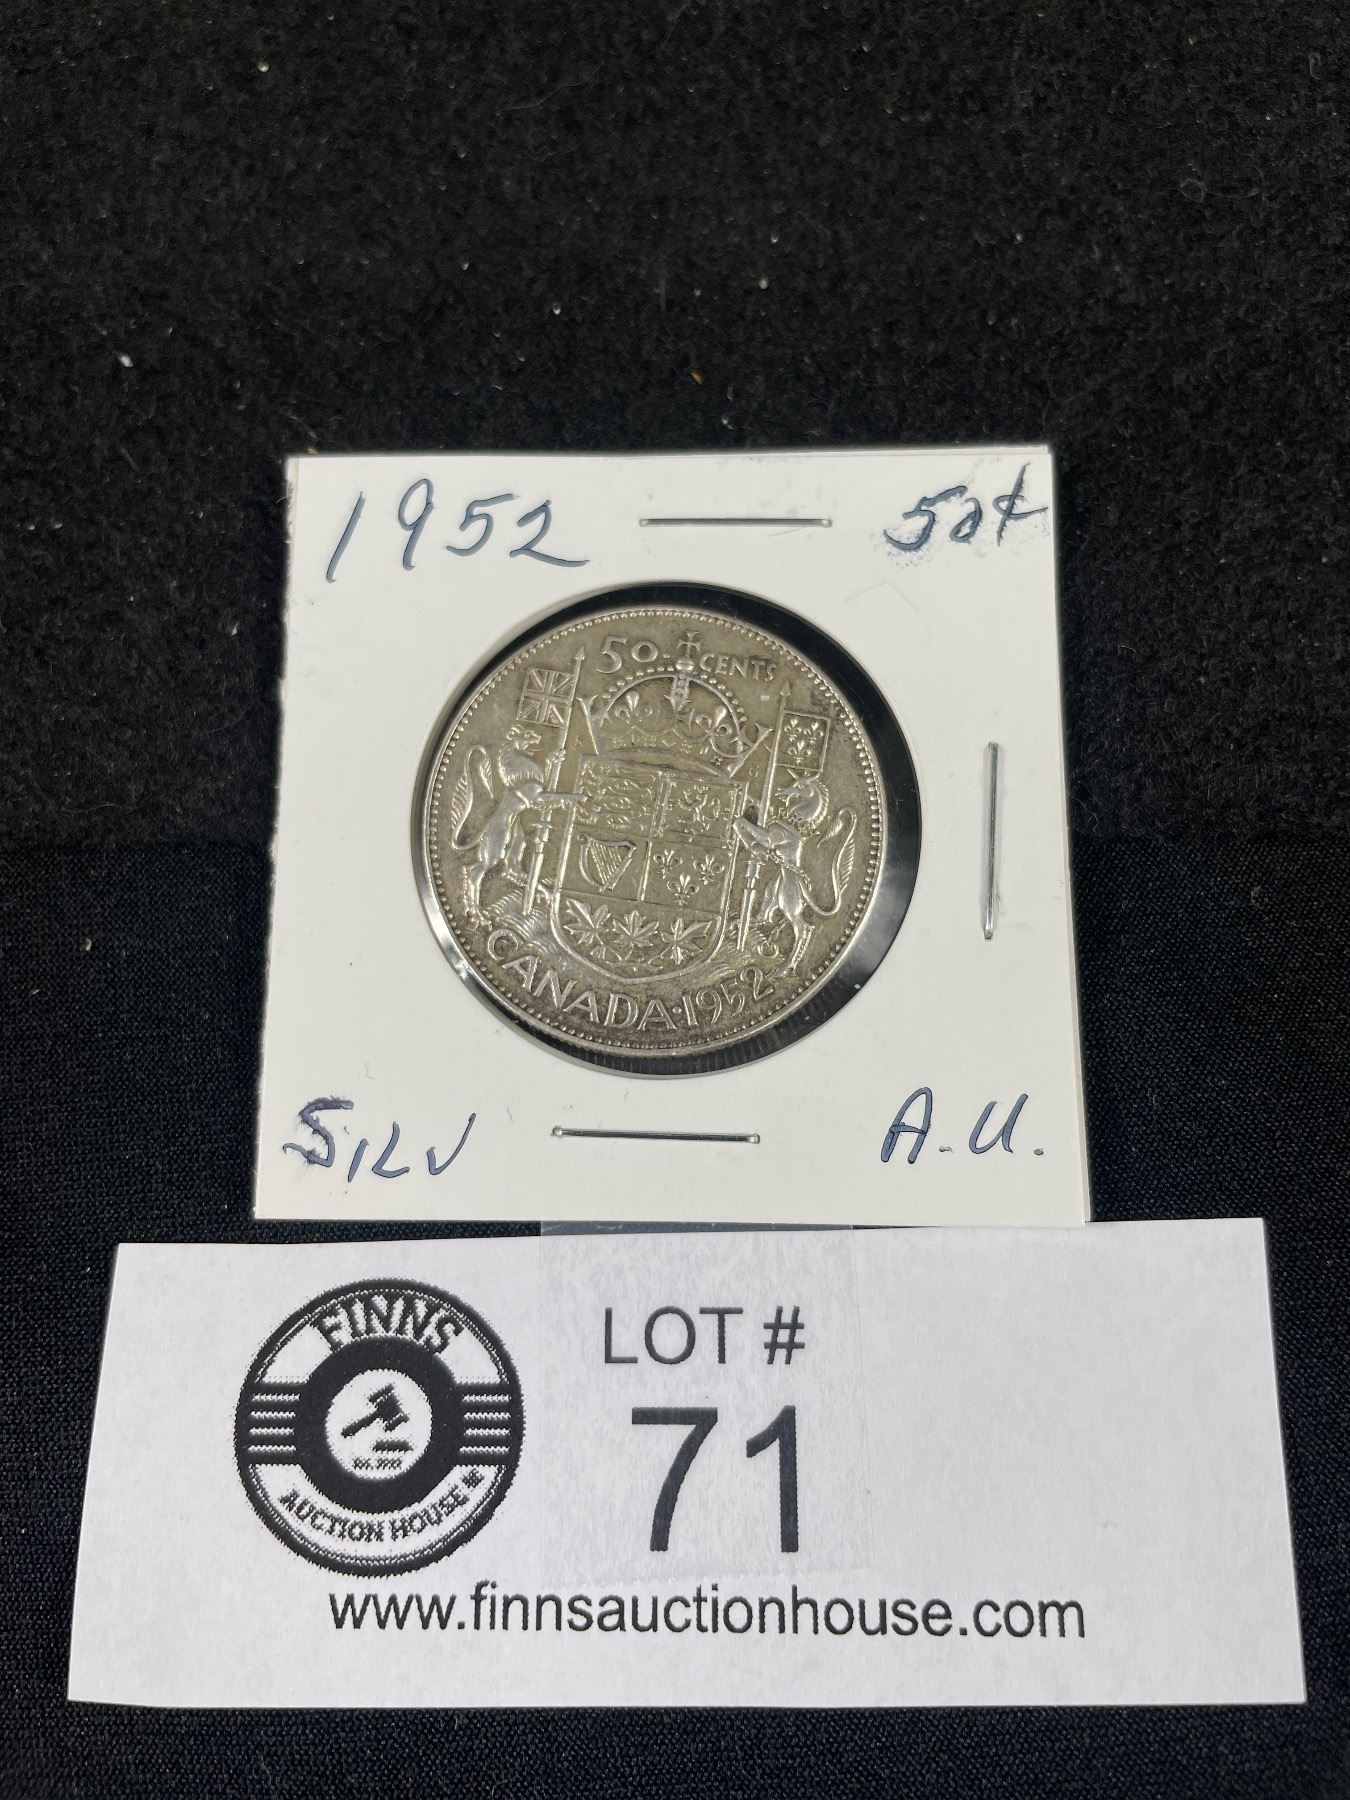 1952
50¢
50 CENTS
CANADA·1952
SILV
A.U.
FINNS
AUCTION HOUSE
LOT #
71
www.finnsauctionhouse.com